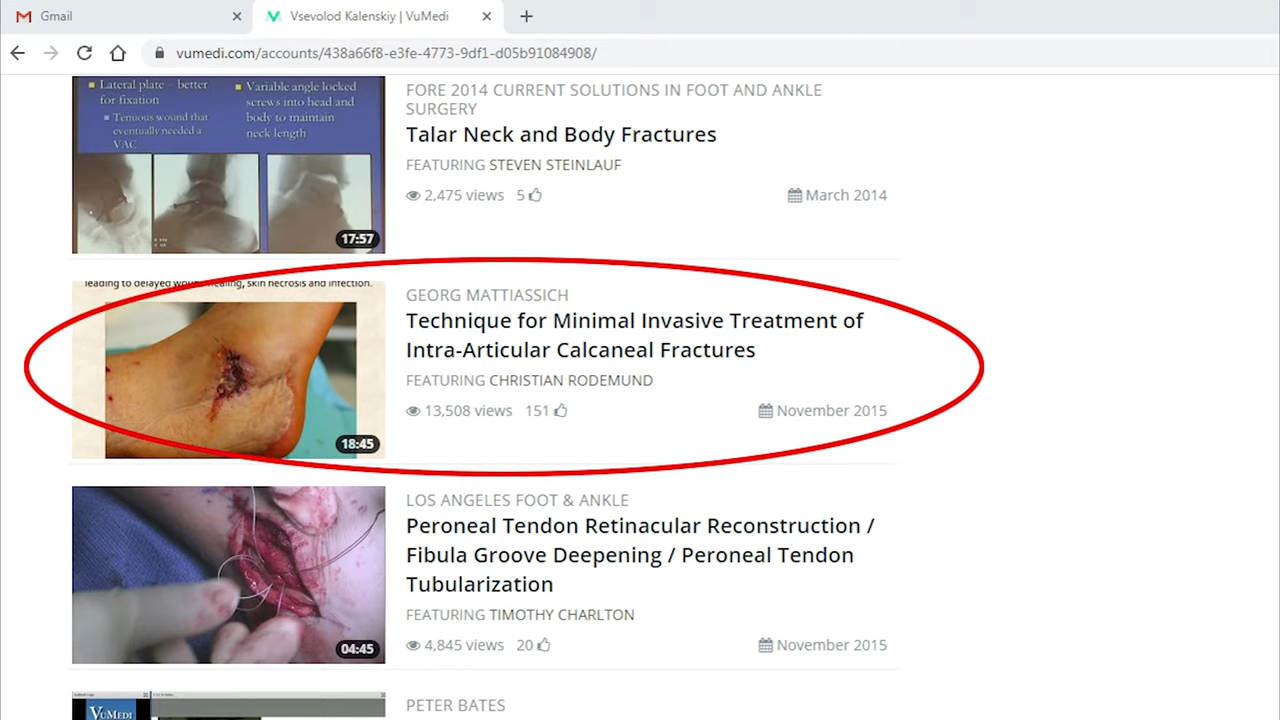 Gmail
Vsevolod Kalenskiy | VuMedi
vumedi.com/accounts/438a66f8-e3fe-4773-9df1-d05b91084908/
Lateral plate – better
for fixation
Tenuous wound that
eventually needed a
VAC
Variable angle locked
screws into head and
body to maintain
neck length
17:57
FORE 2014 CURRENT SOLUTIONS IN FOOT AND ANKLE
SURGERY
Talar Neck and Body Fractures
FEATURING STEVEN STEINLAUF
2,475 views 5
March 2014
leading to delayed wound healing, skin necrosis and infection.
18:45
GEORG MATTIASSICH
Technique for Minimal Invasive Treatment of
Intra-Articular Calcaneal Fractures
FEATURING CHRISTIAN RODEMUND
13,508 views 151
November 2015
04:45
LOS ANGELES FOOT & ANKLE
Peroneal Tendon Retinacular Reconstruction /
Fibula Groove Deepening / Peroneal Tendon
Tubularization
FEATURING TIMOTHY CHARLTON
4,845 views 20
November 2015
VUMEDI
PETER BATES